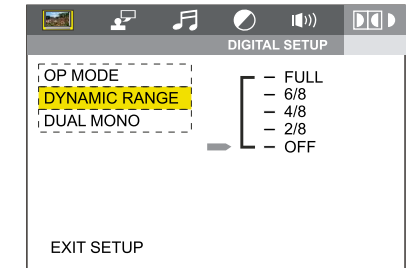 DIGITAL SETUP
OP MODE
DYNAMIC RANGE
DUAL MONO
– FULL
– 6/8
– 4/8
– 2/8
– OFF
EXIT SETUP